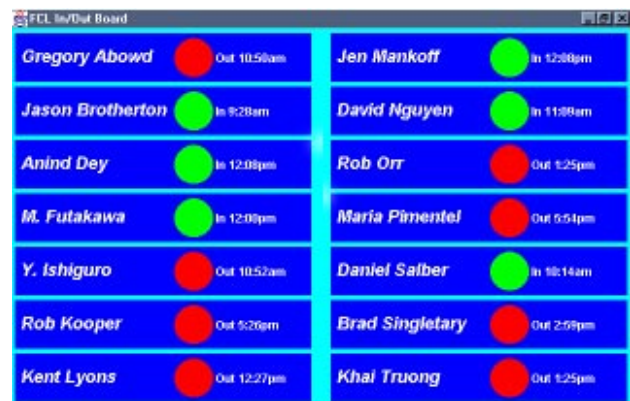 FCL In/Out Board
Gregory Abowd Out 10:50am
Jason Brotherton In 9:28am
Anind Dey In 12:08pm
M. Futakawa In 12:00pm
Y. Ishiguro Out 10:52am
Rob Kooper Out 5:26pm
Kent Lyons Out 12:27pm
Jen Mankoff In 12:08pm
David Nguyen In 11:09am
Rob Orr Out 1:25pm
Maria Pimentel Out 5:54pm
Daniel Salber In 10:14am
Brad Singletary Out 2:59pm
Khai Truong Out 1:25pm